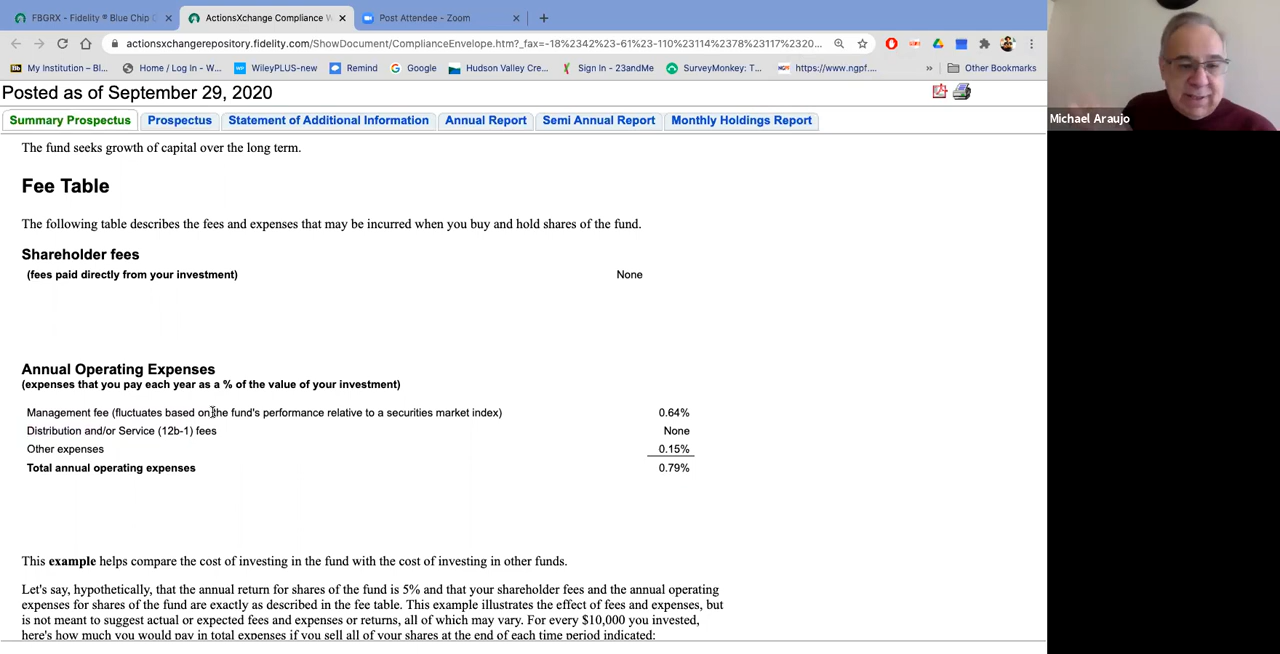 FBGRX - Fidelity ® Blue Chip G
ActionsXchange Compliance W
Post Attendee - Zoom
actionsxchangerepository.fidelity.com/ShowDocument/ComplianceEnvelope.htm?_fax=-18%2342%23-61%23-110%23114%2378%23117%2320...
My Institution – Bl...
Home / Log In - W...
WileyPLUS-new
Remind
Google
Hudson Valley Cre...
Sign In - 23andMe
SurveyMonkey: T...
https://www.ngpf....
Other Bookmarks
Posted as of September 29, 2020
Summary Prospectus
Prospectus
Statement of Additional Information
Annual Report
Semi Annual Report
Monthly Holdings Report
Michael Araujo
The fund seeks growth of capital over the long term.
Fee Table
The following table describes the fees and expenses that may be incurred when you buy and hold shares of the fund.
Shareholder fees
(fees paid directly from your investment) None
Annual Operating Expenses
(expenses that you pay each year as a % of the value of your investment)
Management fee (fluctuates based on the fund's performance relative to a securities market index) 0.64%
Distribution and/or Service (12b-1) fees None
Other expenses 0.15%
Total annual operating expenses 0.79%
This example helps compare the cost of investing in the fund with the cost of investing in other funds.
Let's say, hypothetically, that the annual return for shares of the fund is 5% and that your shareholder fees and the annual operating
expenses for shares of the fund are exactly as described in the fee table. This example illustrates the effect of fees and expenses, but
is not meant to suggest actual or expected fees and expenses or returns, all of which may vary. For every $10,000 you invested,
here's how much you would pay in total expenses if you sell all of your shares at the end of each time period indicated: